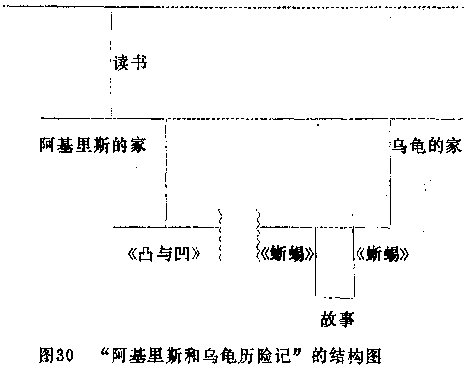 读书
阿基里斯的家 乌龟的家
《凸与凹》 《蜥蜴》 《蜥蜴》
故事
图30 “阿基里斯和乌龟历险记”的结构图